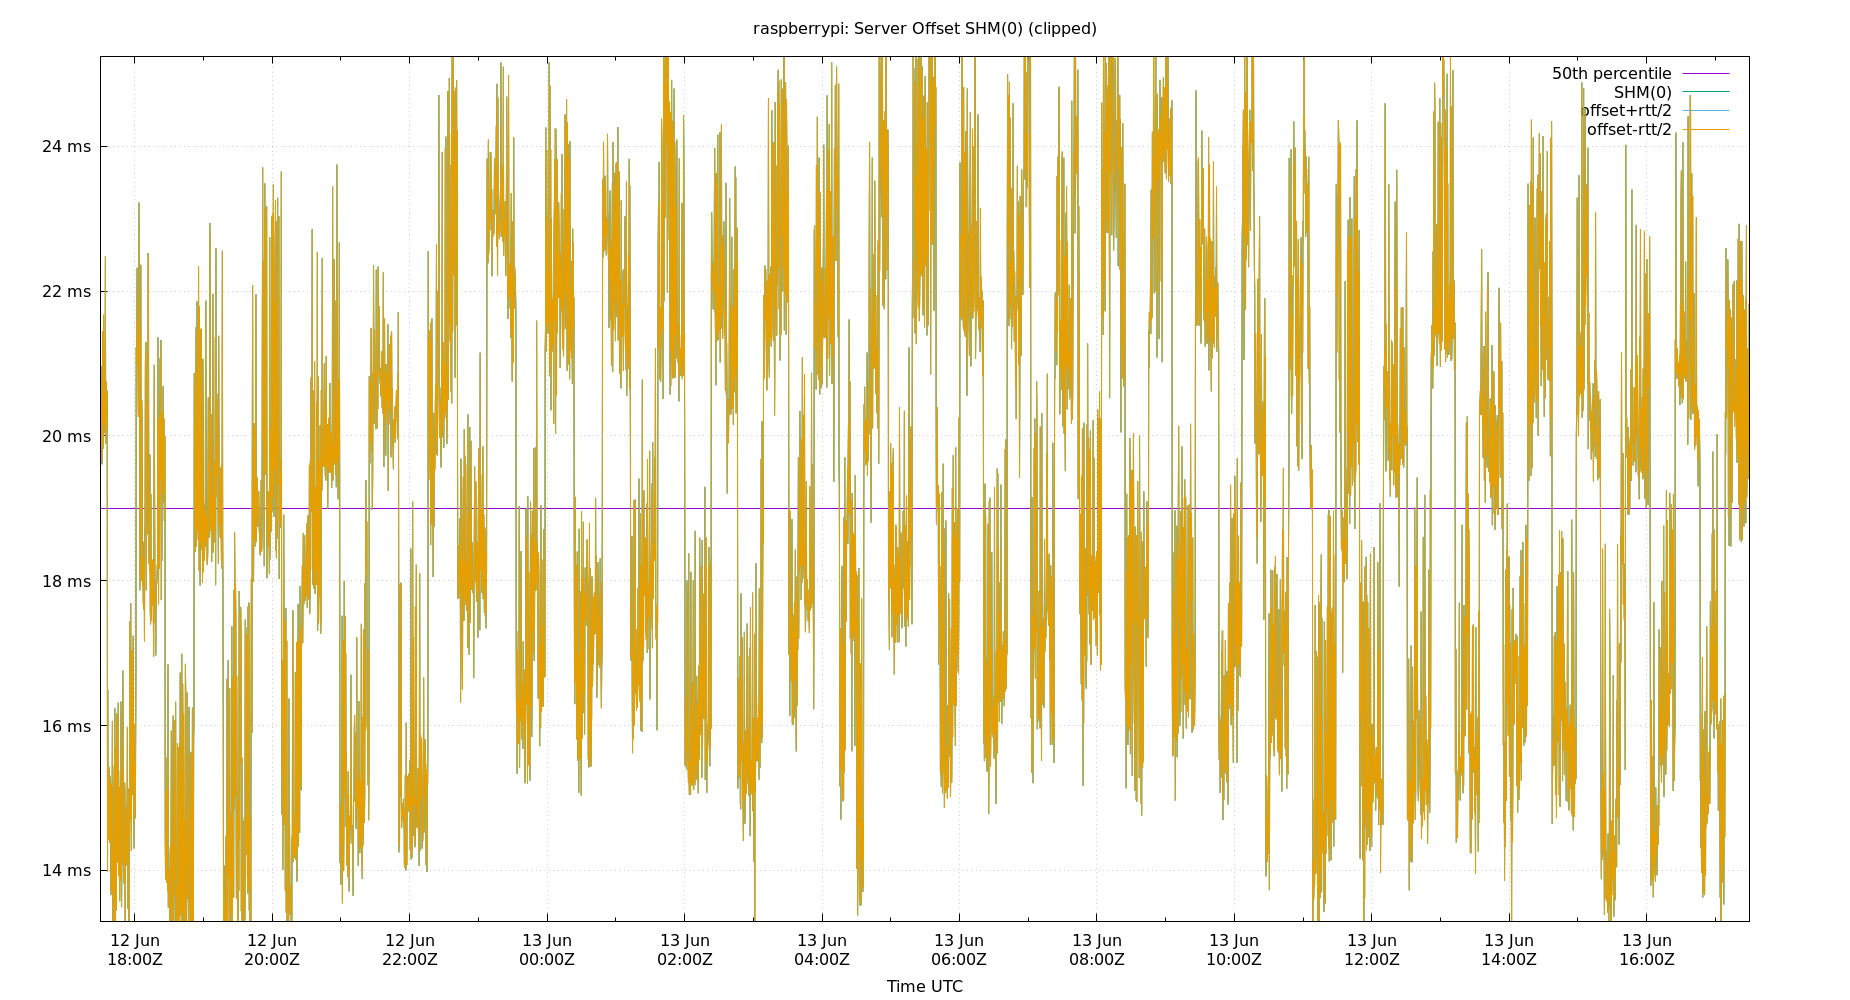 raspberrypi: Server Offset SHM(0) (clipped)
50th percentile
SHM(0)
offset+rtt/2
offset-rtt/2
24 ms
22 ms
20 ms
18 ms
16 ms
14 ms
12 Jun 12 Jun 12 Jun 13 Jun 13 Jun 13 Jun 13 Jun 13 Jun 13 Jun 13 Jun 13 Jun 13 Jun
18:00Z 20:00Z 22:00Z 00:00Z 02:00Z 04:00Z 06:00Z 08:00Z 10:00Z 12:00Z 14:00Z 16:00Z
Time UTC